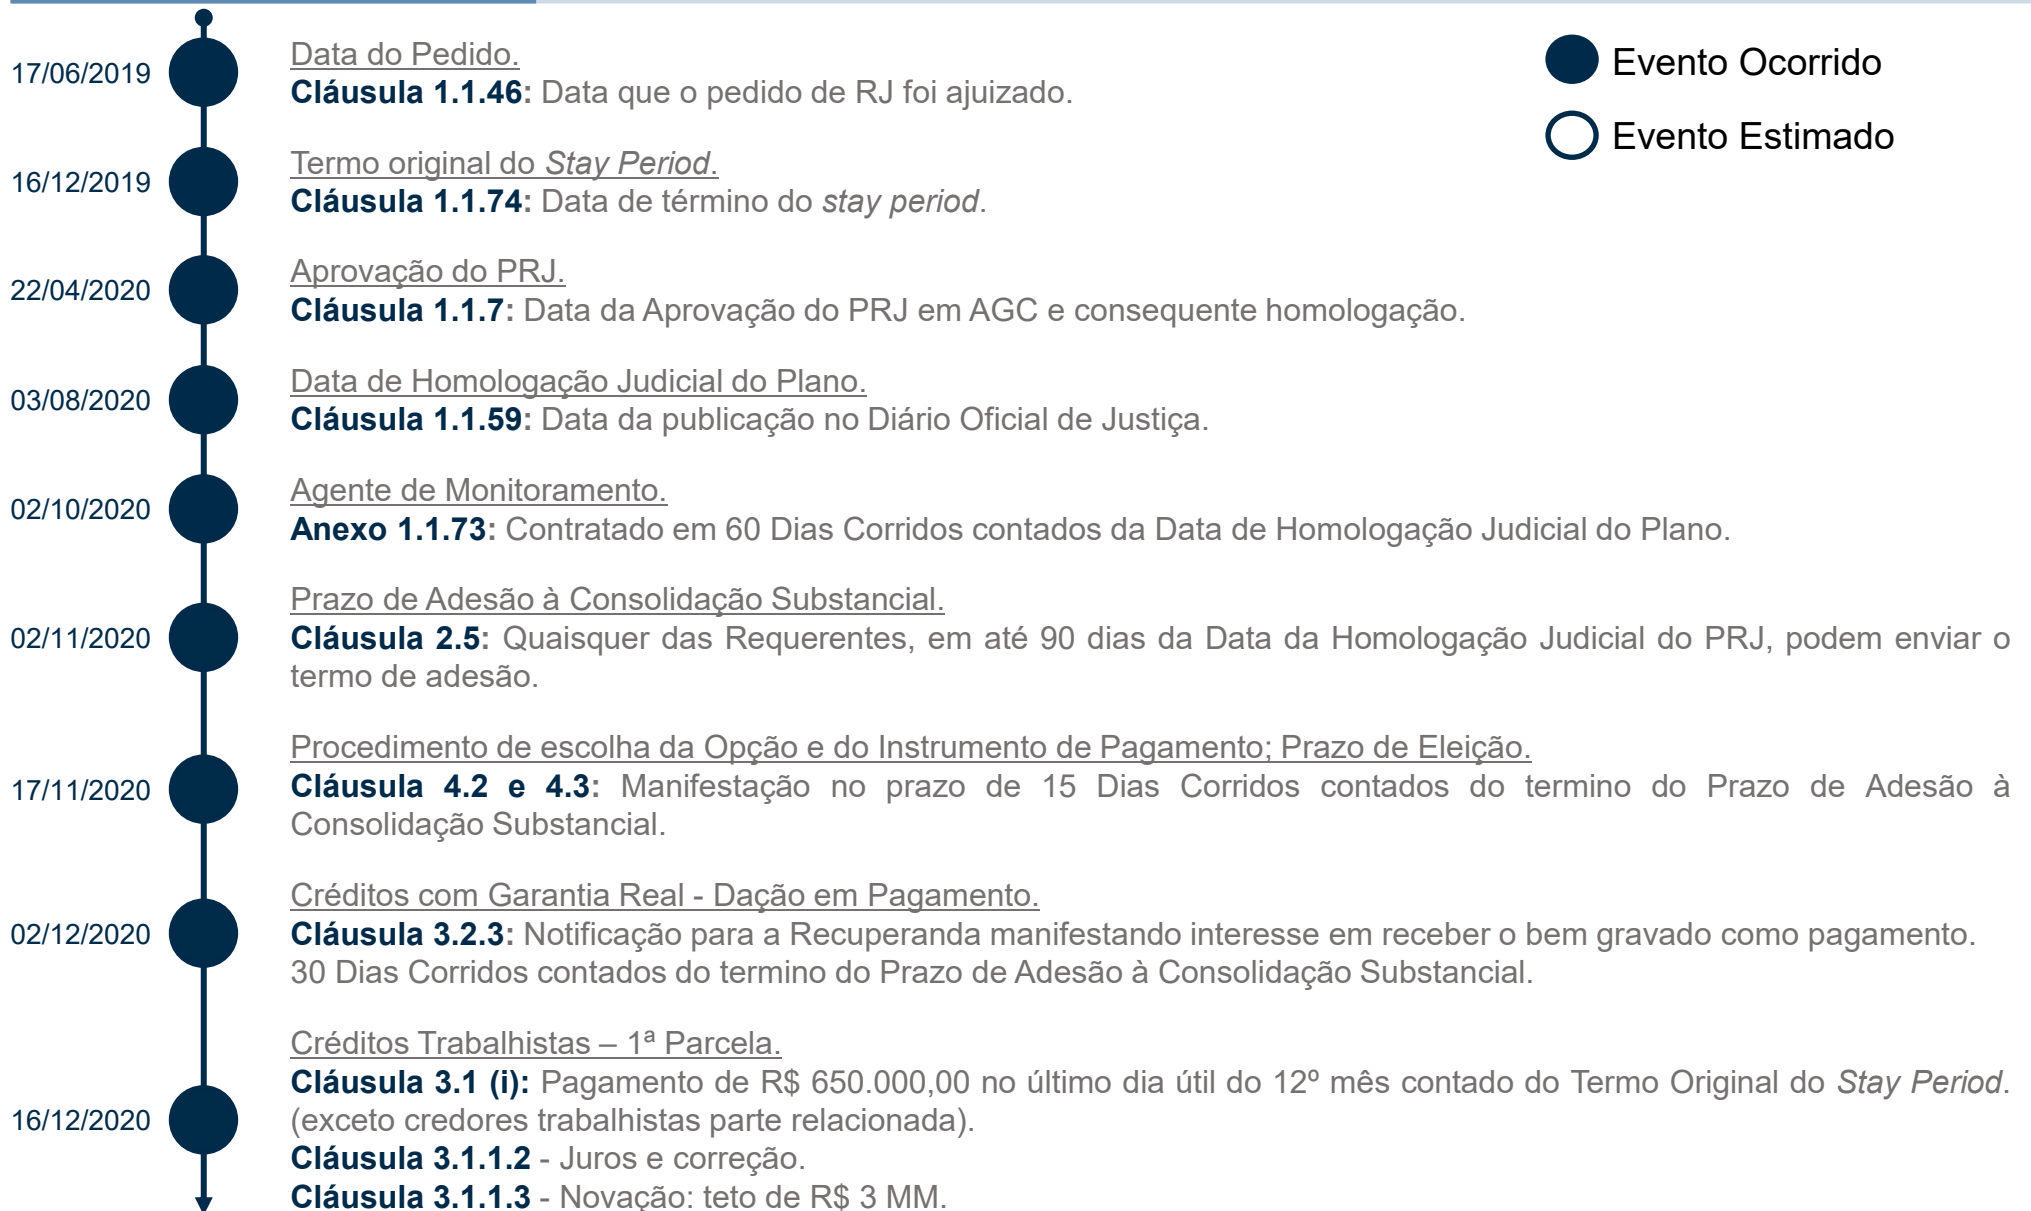 17/06/2019
Data do Pedido.
Cláusula 1.1.46: Data que o pedido de RJ foi ajuizado.
Evento Ocorrido
Evento Estimado
16/12/2019
Termo original do Stay Period.
Cláusula 1.1.74: Data de término do stay period.
22/04/2020
Aprovação do PRJ.
Cláusula 1.1.7: Data da Aprovação do PRJ em AGC e consequente homologação.
03/08/2020
Data de Homologação Judicial do Plano.
Cláusula 1.1.59: Data da publicação no Diário Oficial de Justiça.
02/10/2020
Agente de Monitoramento.
Anexo 1.1.73: Contratado em 60 Dias Corridos contados da Data de Homologação Judicial do Plano.
02/11/2020
Prazo de Adesão à Consolidação Substancial.
Cláusula 2.5: Quaisquer das Requerentes, em até 90 dias da Data da Homologação Judicial do PRJ, podem enviar o
termo de adesão.
17/11/2020
Procedimento de escolha da Opção e do Instrumento de Pagamento; Prazo de Eleição.
Cláusula 4.2 e 4.3: Manifestação no prazo de 15 Dias Corridos contados do termino do Prazo de Adesão à
Consolidação Substancial.
02/12/2020
Créditos com Garantia Real - Dação em Pagamento.
Cláusula 3.2.3: Notificação para a Recuperanda manifestando interesse em receber o bem gravado como pagamento.
30 Dias Corridos contados do termino do Prazo de Adesão à Consolidação Substancial.
16/12/2020
Créditos Trabalhistas – 1ª Parcela.
Cláusula 3.1 (i): Pagamento de R$ 650.000,00 no último dia útil do 12º mês contado do Termo Original do Stay Period.
(exceto credores trabalhistas parte relacionada).
Cláusula 3.1.1.2 - Juros e correção.
Cláusula 3.1.1.3 - Novação: teto de R$ 3 MM.